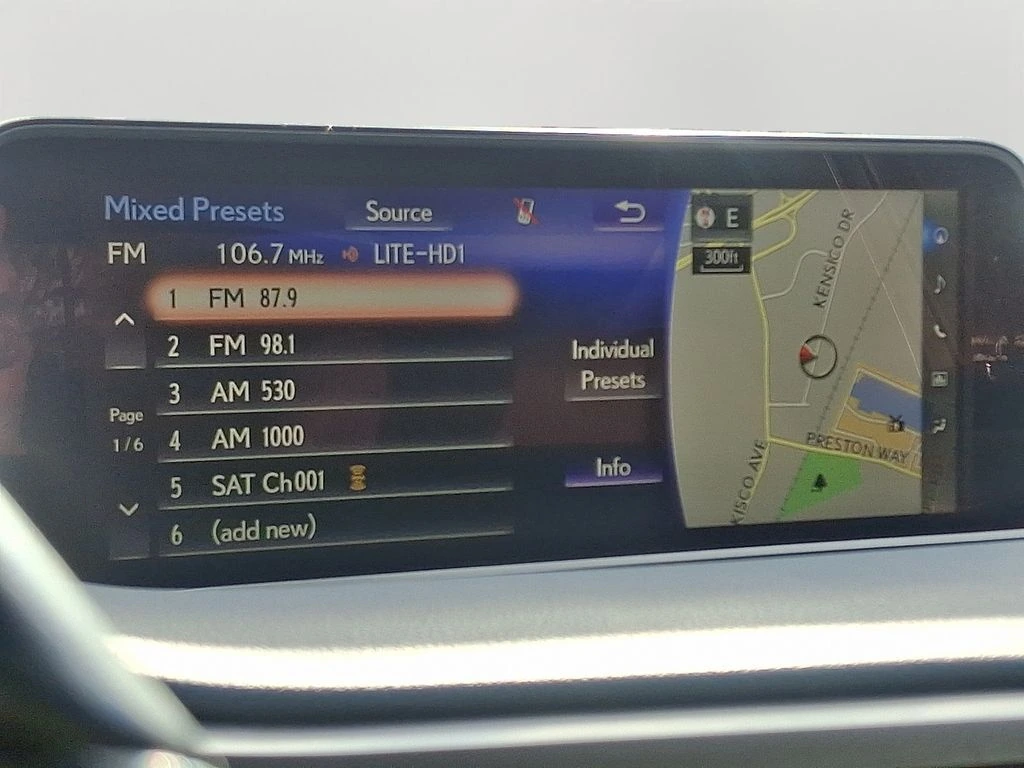 Mixed Presets
Source
FM 106.7 MHz LITE-HD1
1 FM 87.9
2 FM 98.1
3 AM 530
4 AM 1000
5 SAT Ch001
6 (add new)
Page
1/6
Individual
Presets
Info
E
300ft
KENSICO DR
PRESTON WAY
KISCO AVE